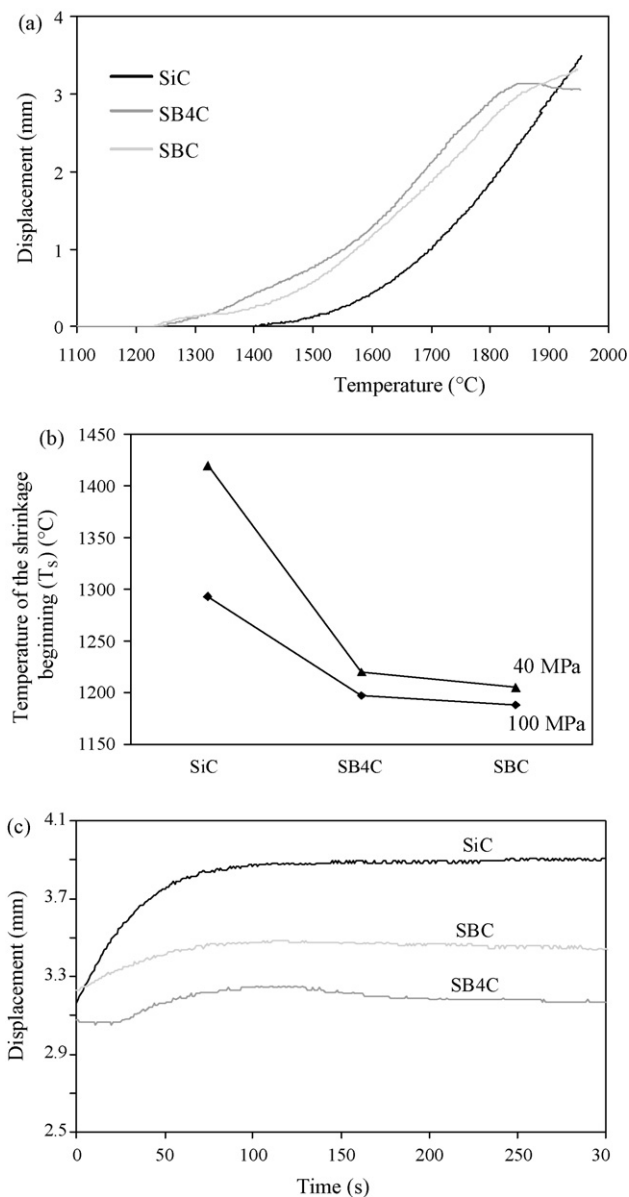 (a)
4
3
2
1
0
SiC
SB4C
SBC
Displacement (mm)
1100 1200 1300 1400 1500 1600 1700 1800 1900 2000
Temperature (°C)
(b)
1450
1400
1350
1300
1250
1200
1150
Temperature of the shrinkage
beginning (Ts) (°C)
40 MPa
100 MPa
SiC SB4C SBC
(c)
4.1
3.7
3.3
2.9
2.5
Displacement (mm)
SiC
SBC
SB4C
0 50 100 150 200 250 30
Time (s)